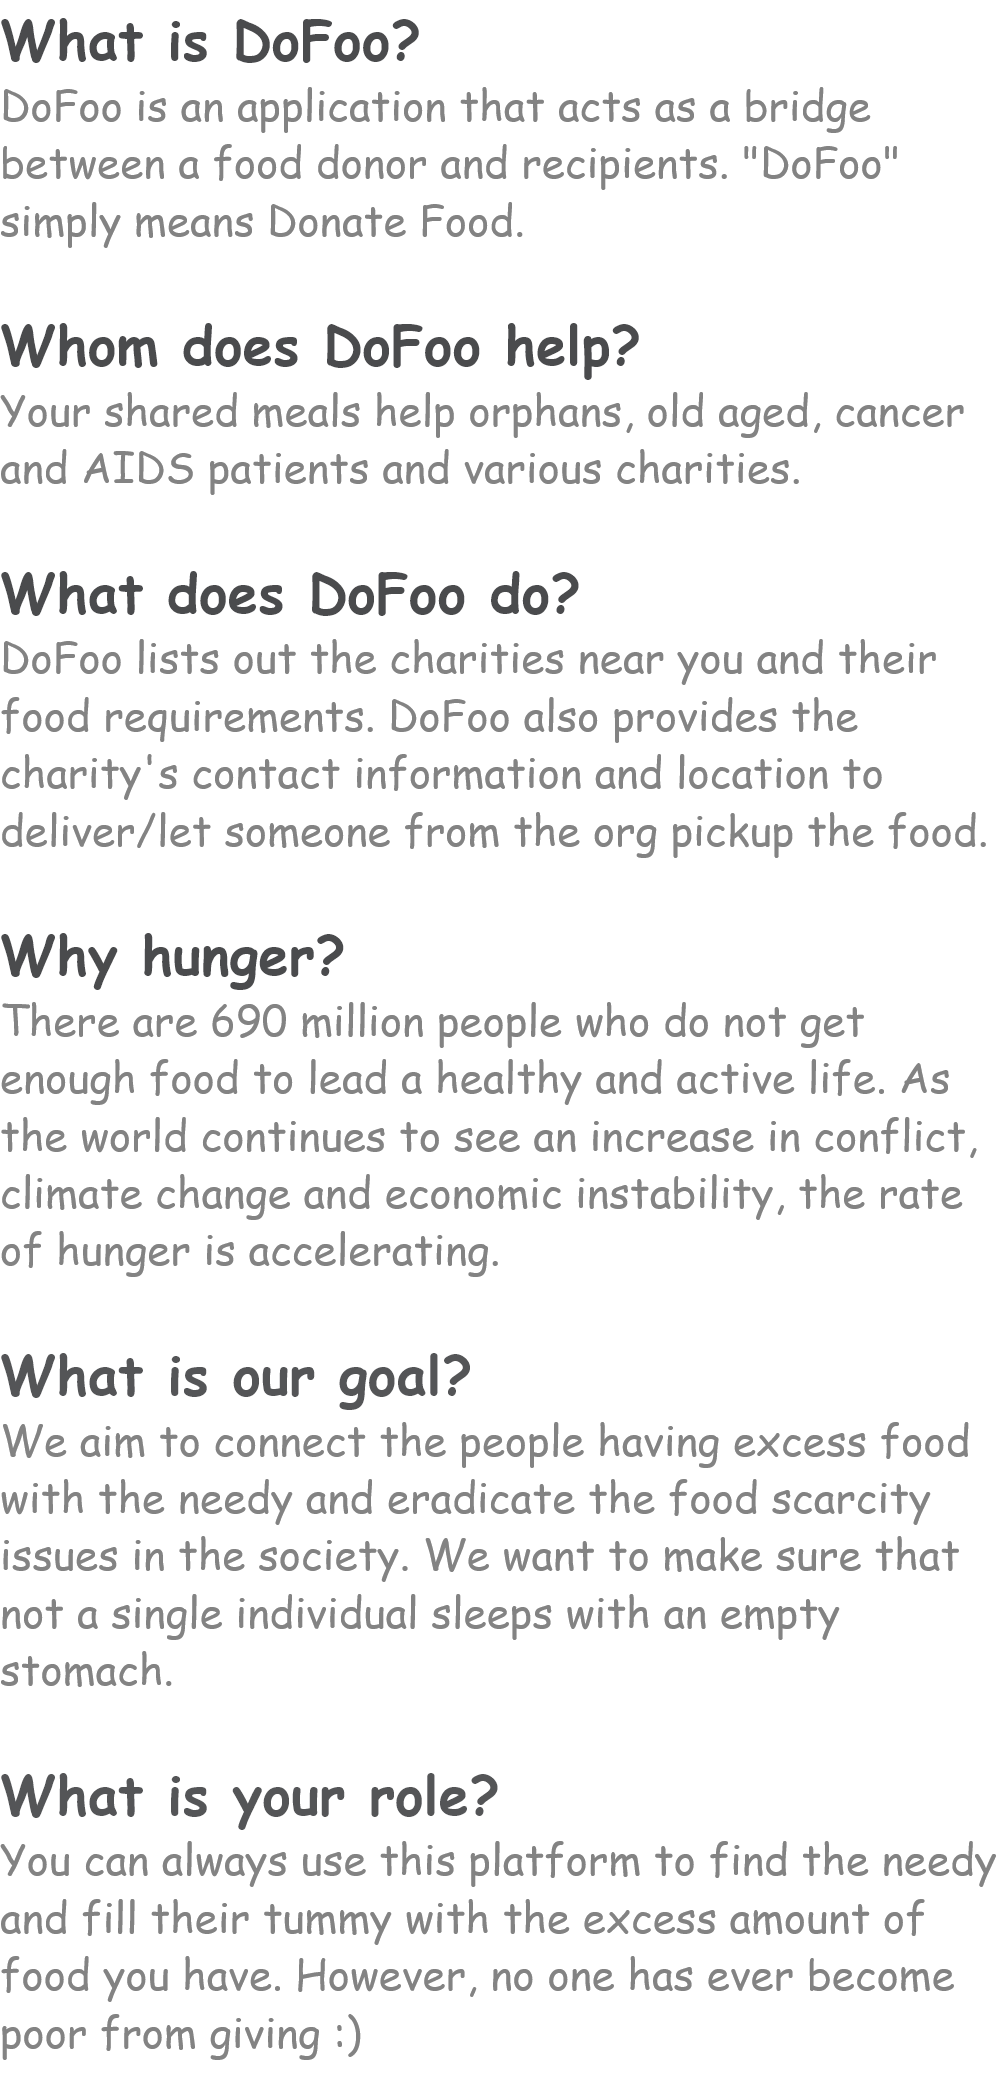 What is DoFoo?
DoFoo is an application that acts as a bridge
between a food donor and recipients. "DoFoo"
simply means Donate Food.
Whom does DoFoo help?
Your shared meals help orphans, old aged, cancer
and AIDS patients and various charities.
What does DoFoo do?
DoFoo lists out the charities near you and their
food requirements. DoFoo also provides the
charity's contact information and location to
deliver/let someone from the org pickup the food.
Why hunger?
There are 690 million people who do not get
enough food to lead a healthy and active life. As
the world continues to see an increase in conflict,
climate change and economic instability, the rate
of hunger is accelerating.
What is our goal?
We aim to connect the people having excess food
with the needy and eradicate the food scarcity
issues in the society. We want to make sure that
not a single individual sleeps with an empty
stomach.
What is your role?
You can always use this platform to find the needy
and fill their tummy with the excess amount of
food you have. However, no one has ever become
poor from giving :)